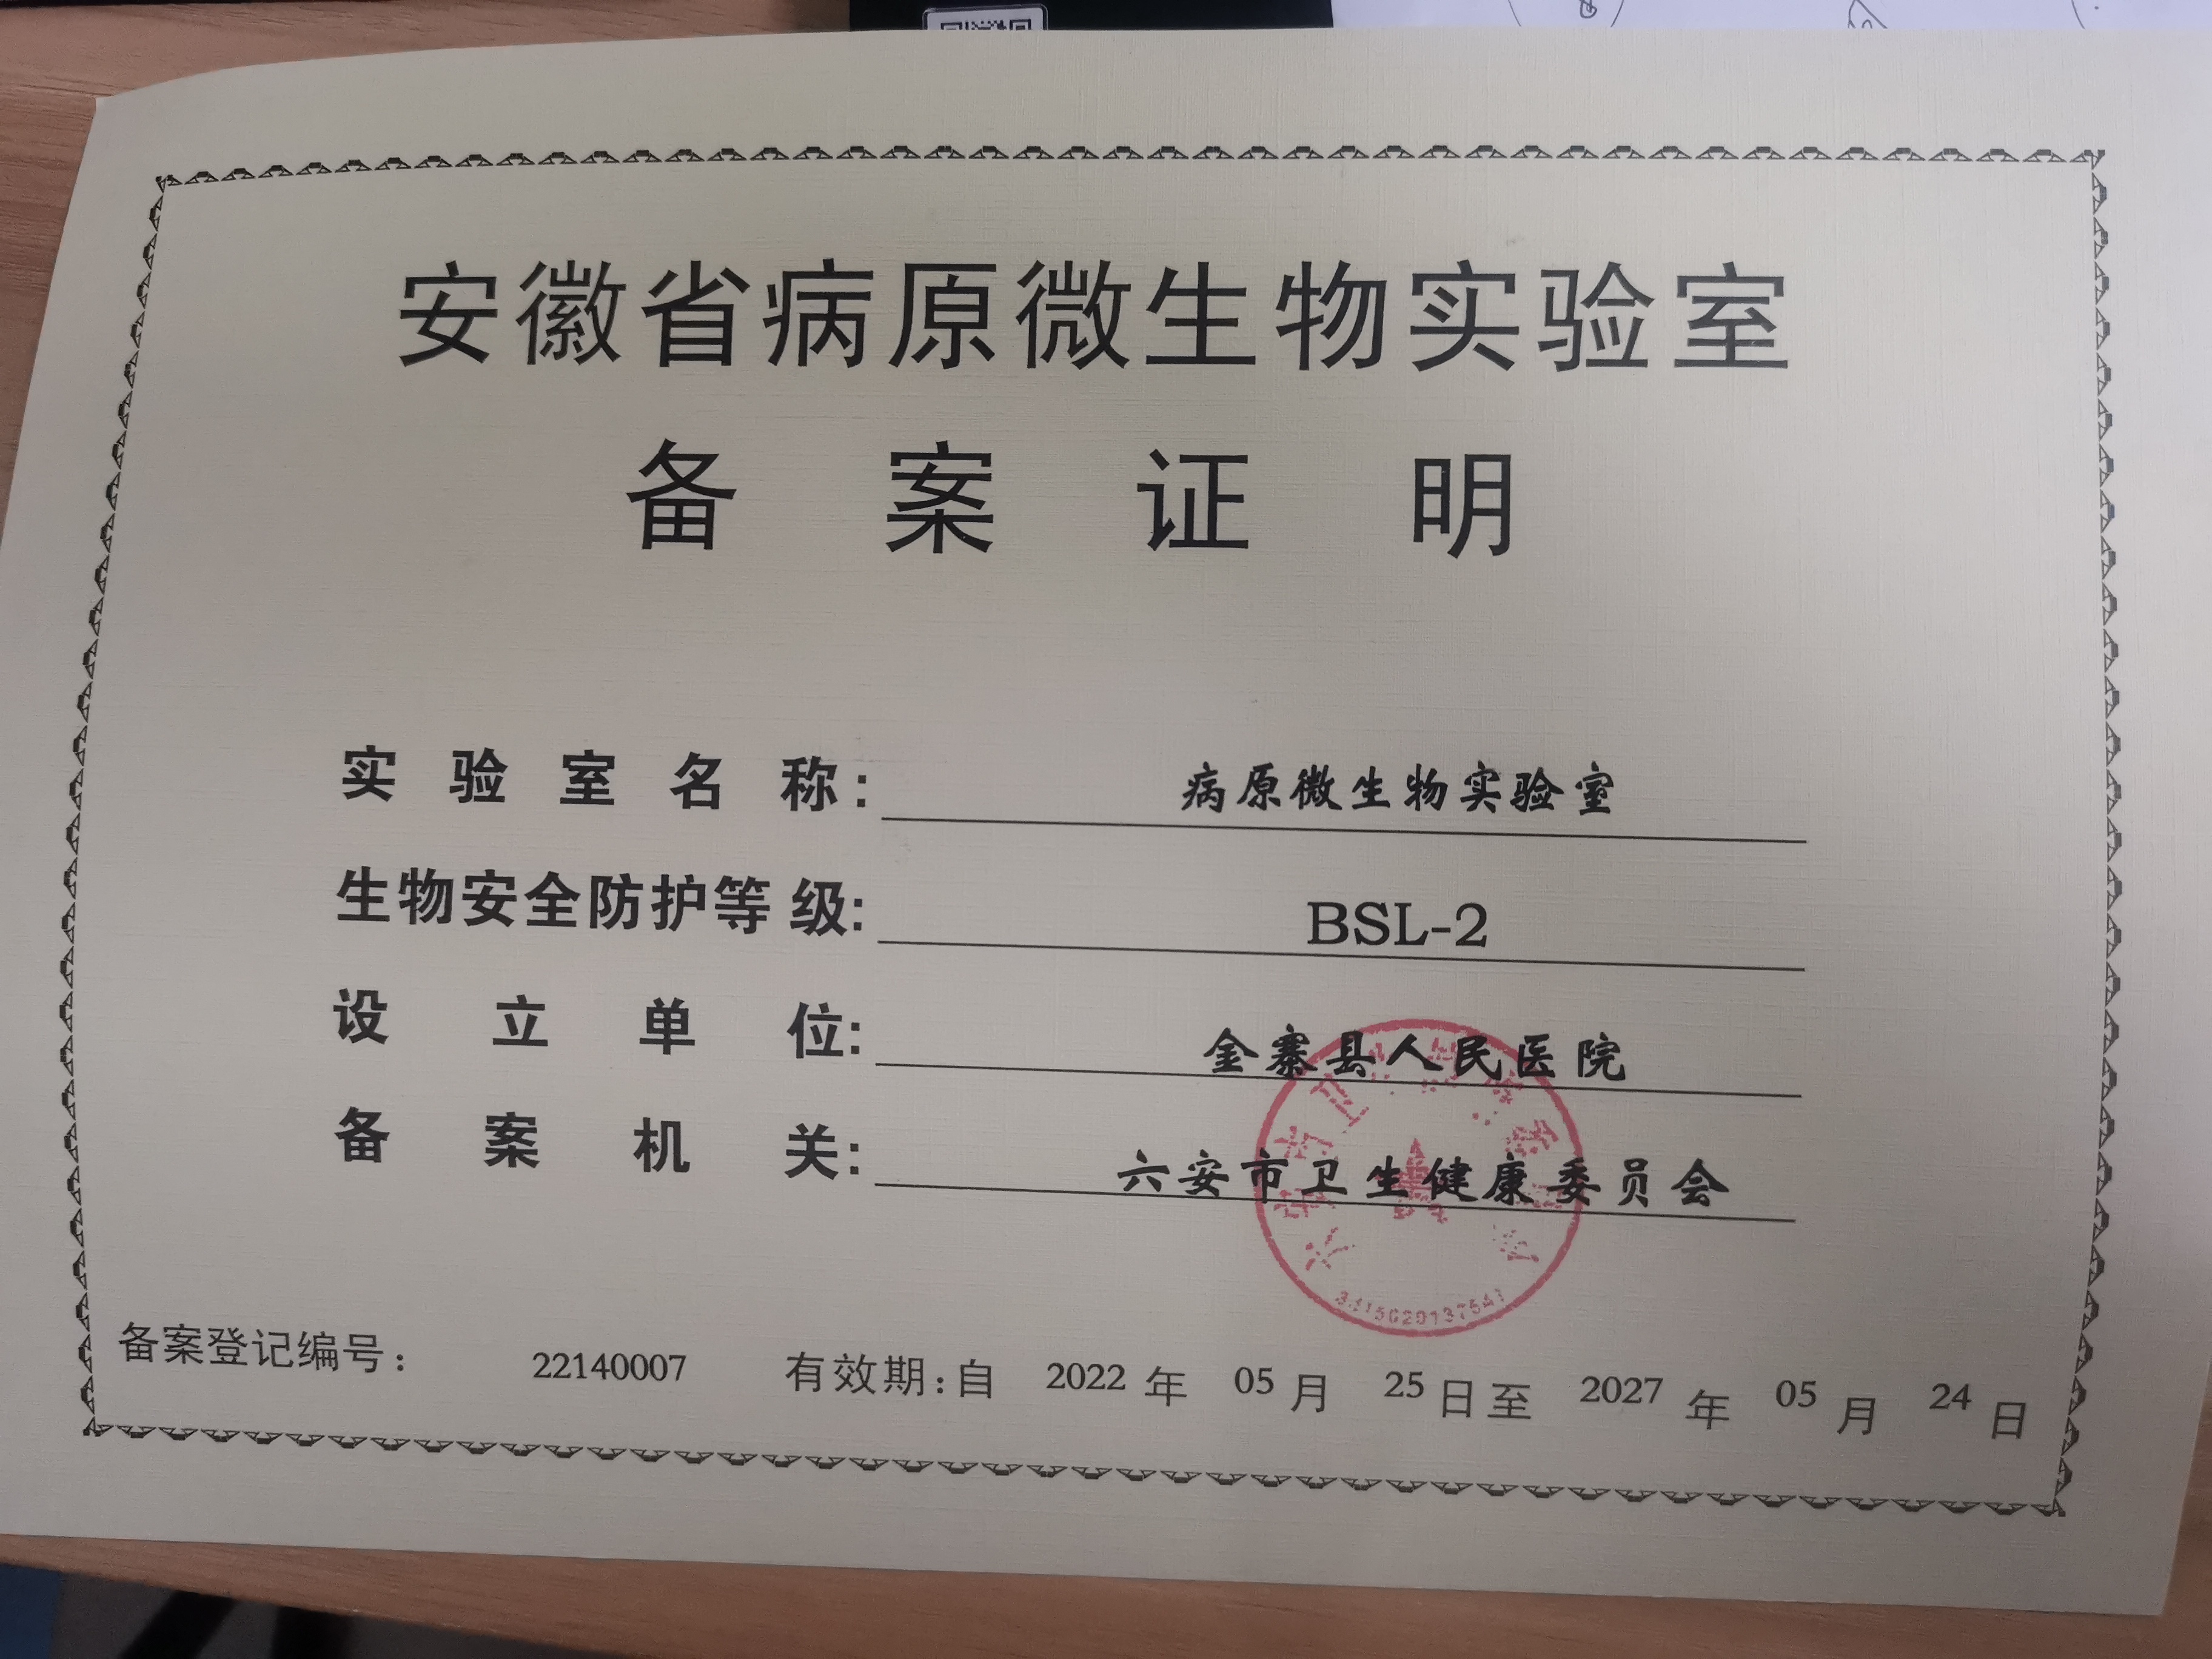 安徽省病原微生物实验室
备案证明
实验室名称：病原微生物实验室
生物安全防护等级：BSL-2
设立单位：金寨县人民医院
备案机关：六安市卫生健康委员会
备案登记编号：22140007 有效期：自 2022 年 05 月 25 日至 2027 年 05 月 24 日